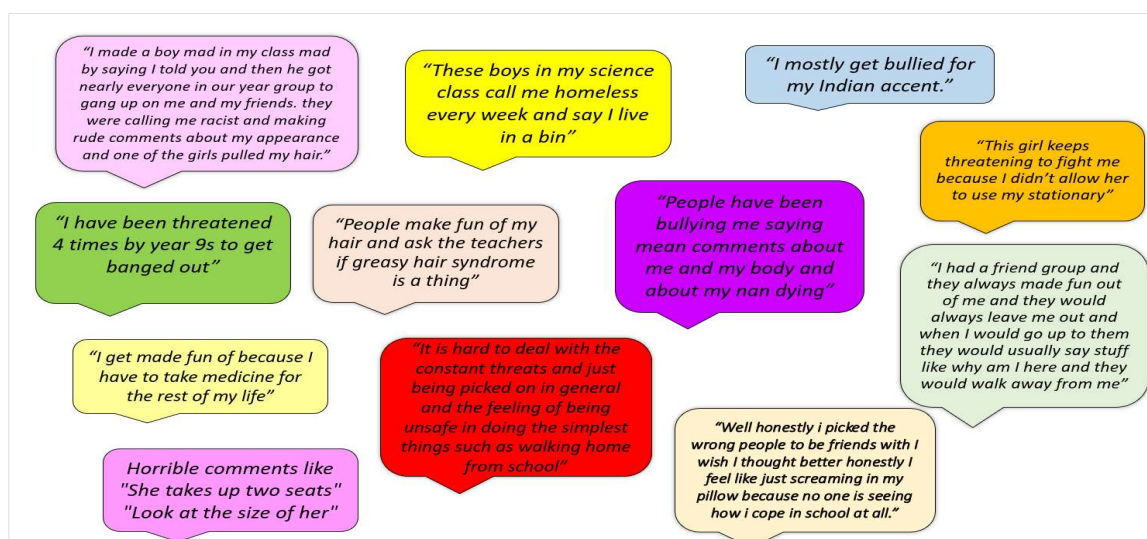 “I made a boy mad in my class mad
by saying I told you and then he got
nearly everyone in our year group to
gang up on me and my friends. they
were calling me racist and making
rude comments about my appearance
and one of the girls pulled my hair.”
“These boys in my science
class call me homeless
every week and say I live
in a bin”
“I mostly get bullied for
my Indian accent.”
“This girl keeps
threatening to fight me
because I didn’t allow her
to use my stationary”
“I have been threatened
4 times by year 9s to get
banged out”
“People make fun of my
hair and ask the teachers
if greasy hair syndrome
is a thing”
“People have been
bullying me saying
mean comments about
me and my body and
about my nan dying”
“I had a friend group and
they always made fun out
of me and they would
always leave me out and
when I would go up to them
they would usually say stuff
like why am I here and they
would walk away from me”
“I get made fun of because I
have to take medicine for
the rest of my life”
“It is hard to deal with the
constant threats and just
being picked on in general
and the feeling of being
unsafe in doing the simplest
things such as walking home
from school”
“Well honestly i picked the
wrong people to be friends with I
wish I thought better honestly I
feel like just screaming in my
pillow because no one is seeing
how i cope in school at all.”
Horrible comments like
"She takes up two seats"
"Look at the size of her"